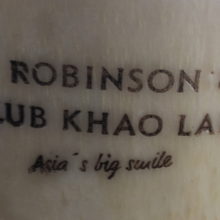 ROBINSON
LUB KHAO LA
Asia´s big smile